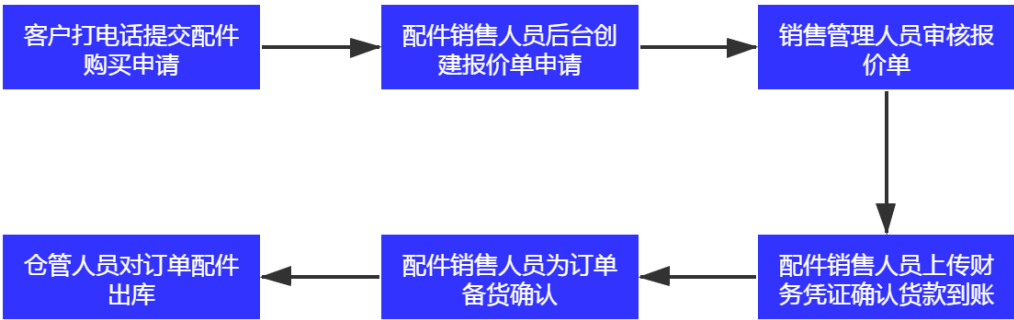 客户打电话提交配件
购买申请
配件销售人员后台创
建报价单申请
销售管理人员审核报
价单
配件销售人员上传财
务凭证确认货款到账
配件销售人员为订单
备货确认
仓管人员对订单配件
出库